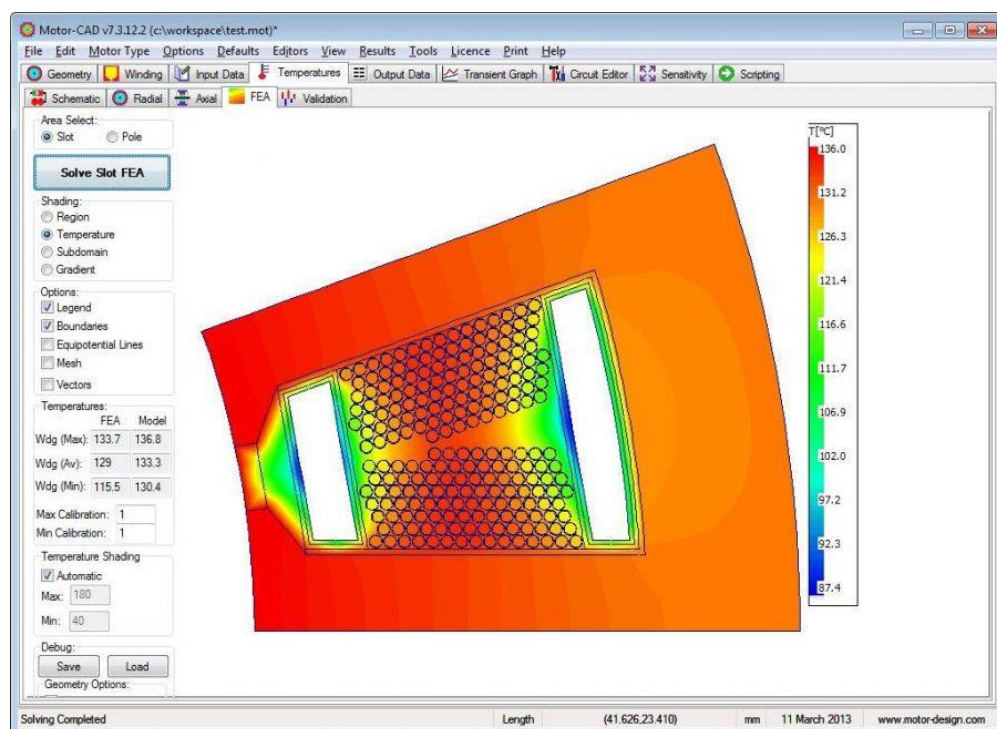 Motor-CAD v7.3.12.2 (c:\workspace\test.mot)*
File Edit Motor Type Options Defaults Editors View Results Tools Licence Print Help
Geometry Winding Input Data Temperatures Output Data Transient Graph Circuit Editor Sensitivity Scripting
Schematic Radial Axial FEA Validation
Area Select:
Slot Pole
Solve Slot FEA
Shading:
Region
Temperature
Subdomain
Gradient
Options:
Legend
Boundaries
Equipotential Lines
Mesh
Vectors
Temperatures:
FEA Model
Wdg (Max): 133.7 136.8
Wdg (Av): 129 133.3
Wdg (Min): 115.5 130.4
Max Calibration: 1
Min Calibration: 1
Temperature Shading
Automatic
Max: 180
Min: 40
Debug:
Save Load
Geometry Options:
T[°C]
136.0
131.2
126.3
121.4
116.6
111.7
106.9
102.0
97.2
92.3
87.4
Solving Completed Length (41.626,23.410) mm 11 March 2013 www.motor-design.com